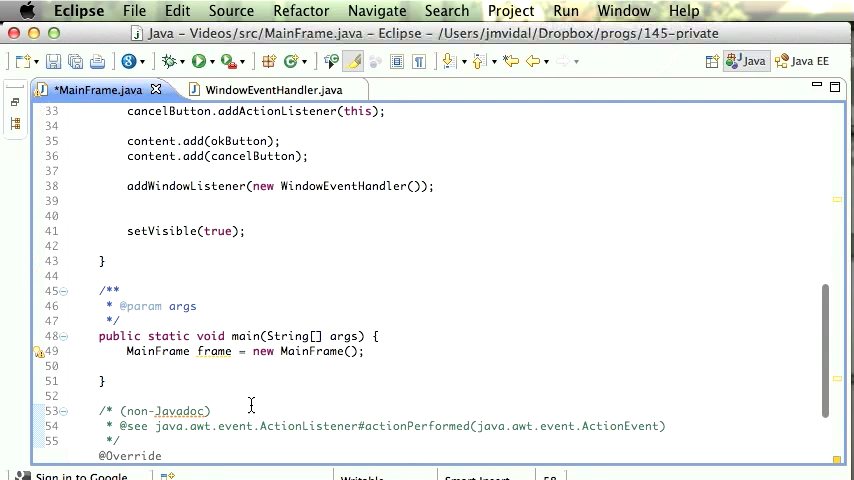 Eclipse File Edit Source Refactor Navigate Search Project Run Window Help
Java - Videos/src/MainFrame.java - Eclipse - /Users/jmvidal/Dropbox/progs/145-private
Java Java EE
*MainFrame.java WindowEventHandler.java
33 cancelButton.addActionListener(this);
34
35 content.add(okButton);
36 content.add(cancelButton);
37
38 addWindowListener(new WindowEventHandler());
39
40
41 setVisible(true);
42
43 }
44
45 /**
46 * @param args
47 */
48 public static void main(String[] args) {
49 MainFrame frame = new MainFrame();
50
51 }
52
53 /* (non-Javadoc)
54 * @see java.awt.event.ActionListener#actionPerformed(java.awt.event.ActionEvent)
55 */
@Override
Sign in to Google... Writable Smart Insert 58